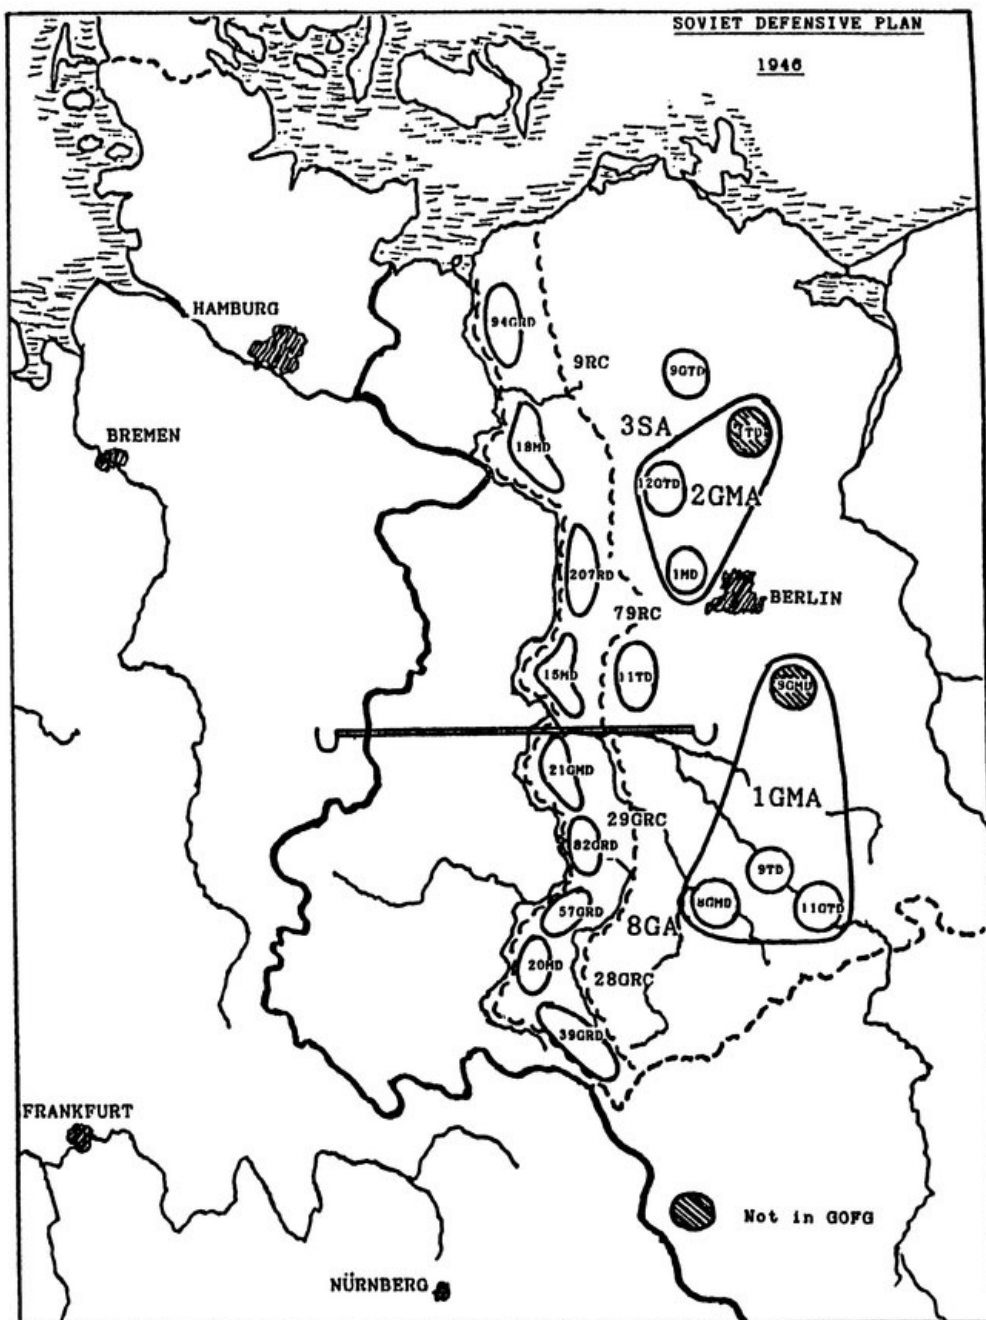 SOVIET DEFENSIVE PLAN
1946
HAMBURG
94GRD
9RC
9GTD
3SA
BREMEN
18MD
12GTD
2GMA
207RD
1MD
BERLIN
79RC
15MD
11TD
9GMD
21GMD
1GMA
29GRC
82GRD
9TD
57GRD
8GMD
11GTD
8GA
20MD
28GRC
39GRD
FRANKFURT
Not in GOFG
NÜRNBERG